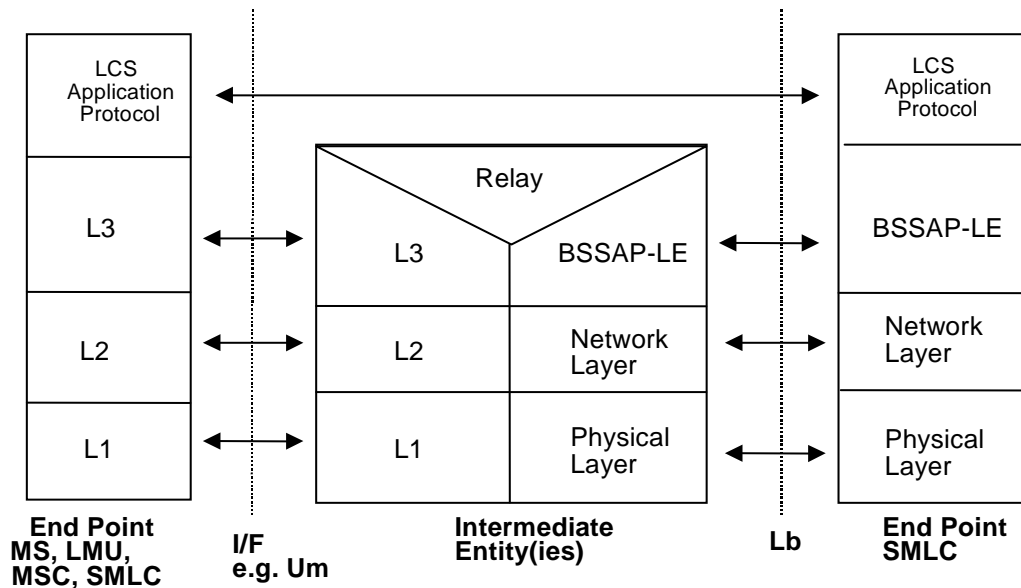 LCS
Application
Protocol
L3
L2
L1
End Point
MS, LMU,
MSC, SMLC
I/F
e.g. Um
Relay
L3
BSSAP-LE
L2
Network
Layer
L1
Physical
Layer
Intermediate
Entity(ies)
Lb
LCS
Application
Protocol
BSSAP-LE
Network
Layer
Physical
Layer
End Point
SMLC